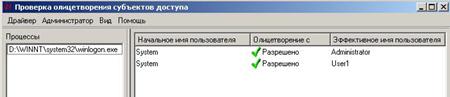 Проверка олицетворения субъектов доступа
Драйвер Администратор Вид Помощь
Процессы
D:\WINNT\system32\winlogon.exe
Начальное имя пользователя Олицетворение с Эффективное имя пользователя
System Разрешено Administrator
System Разрешено User1